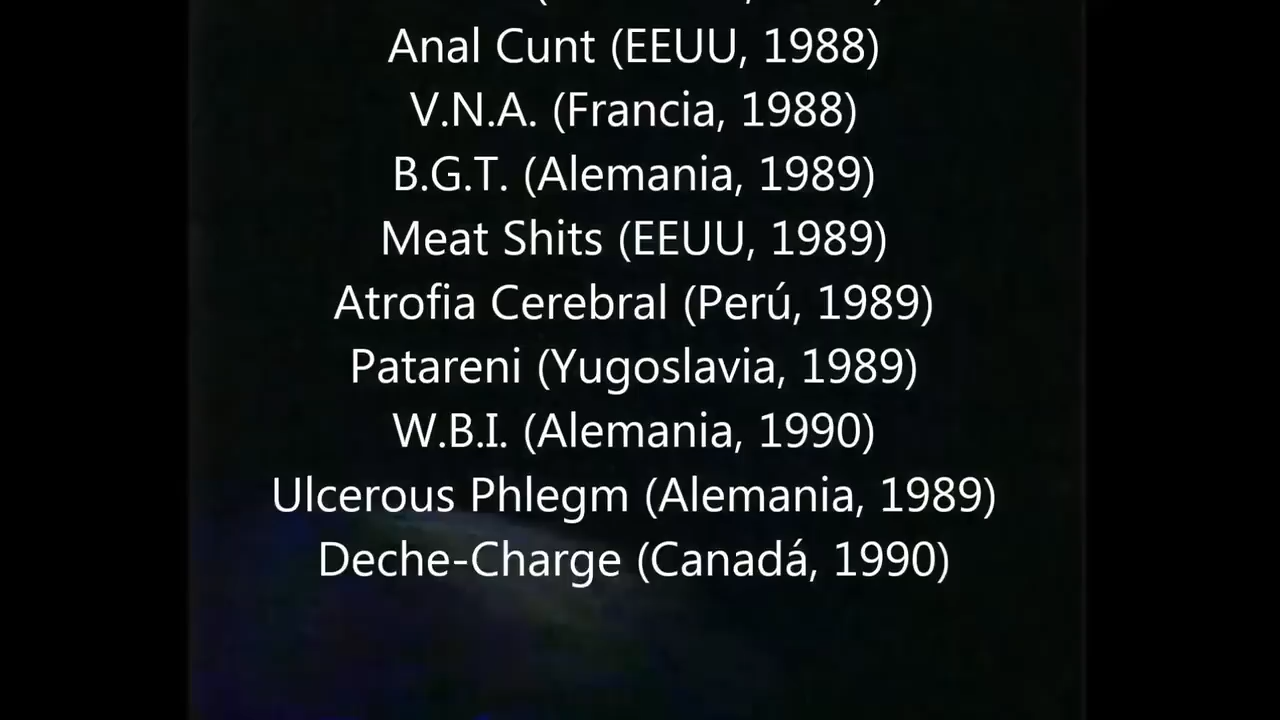 Anal Cunt (EEUU, 1988)
V.N.A. (Francia, 1988)
B.G.T. (Alemania, 1989)
Meat Shits (EEUU, 1989)
Atrofia Cerebral (Perú, 1989)
Patareni (Yugoslavia, 1989)
W.B.I. (Alemania, 1990)
Ulcerous Phlegm (Alemania, 1989)
Deche-Charge (Canadá, 1990)